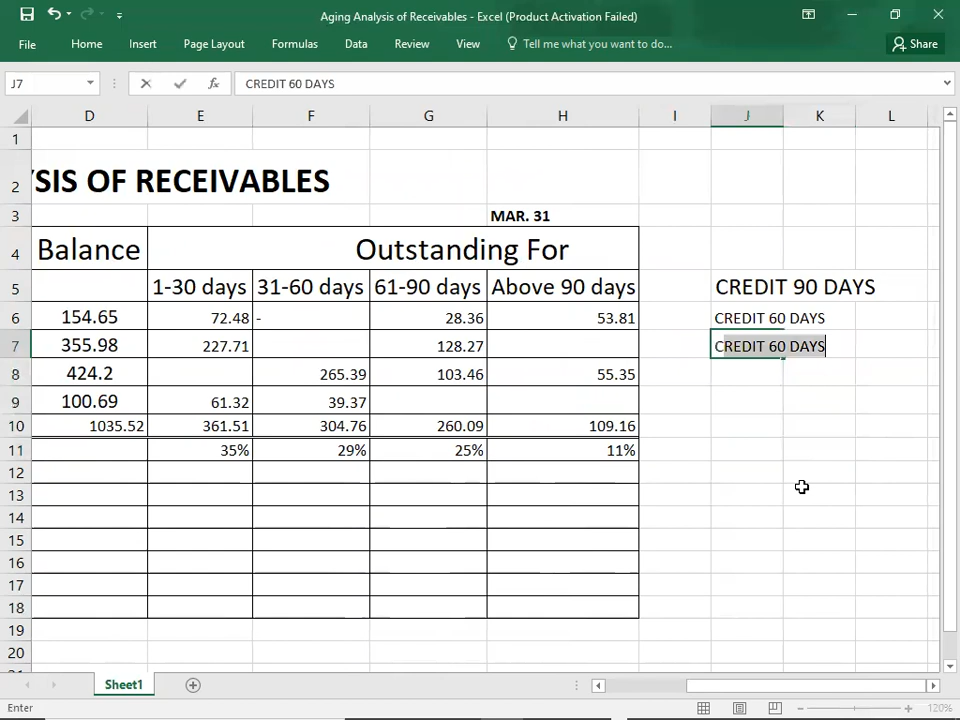 Aging Analysis of Receivables - Excel (Product Activation Failed)
File Home Insert Page Layout Formulas Data Review View Tell me what you want to do... Share
J7 fx CREDIT 60 DAYS
D E F G H I J K L
1
2 YSIS OF RECEIVABLES
3 MAR. 31
4 Balance Outstanding For
5 1-30 days 31-60 days 61-90 days Above 90 days CREDIT 90 DAYS
6 154.65 72.48 - 28.36 53.81 CREDIT 60 DAYS
7 355.98 227.71 128.27 CREDIT 60 DAYS
8 424.2 265.39 103.46 55.35
9 100.69 61.32 39.37
10 1035.52 361.51 304.76 260.09 109.16
11 35% 29% 25% 11%
12
13
14
15
16
17
18
19
20
Sheet1
Enter 120%